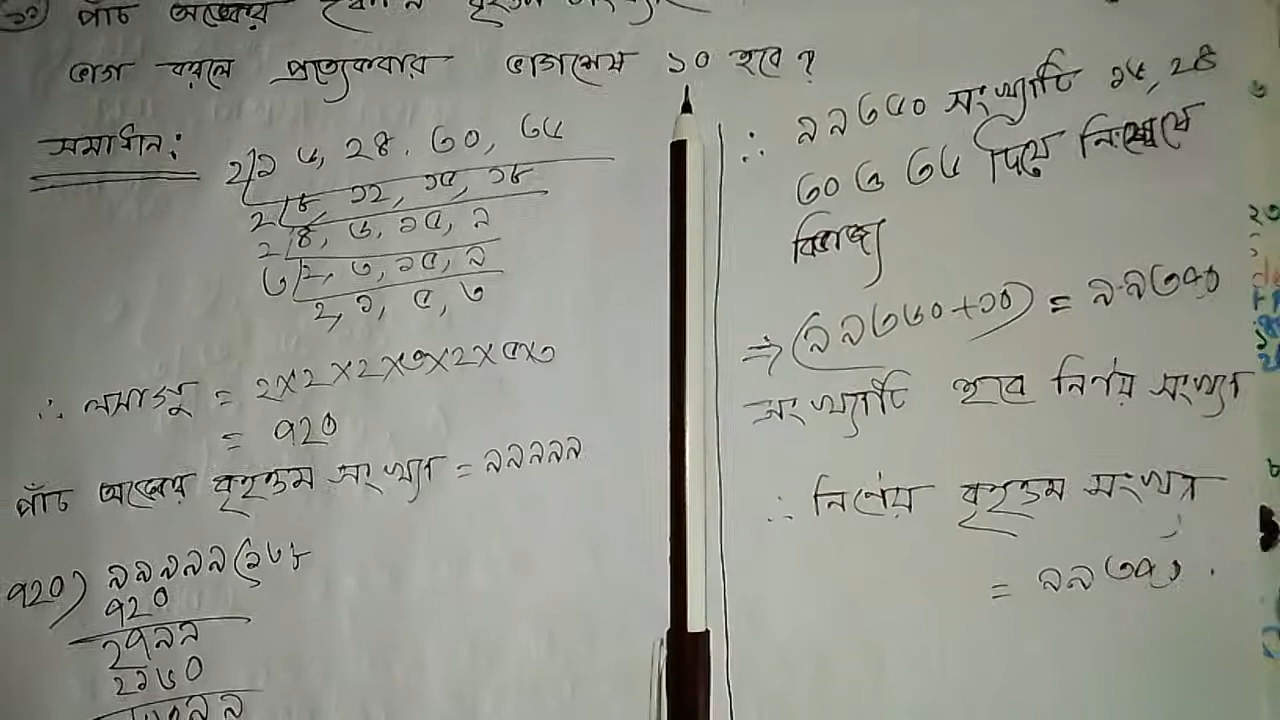 পাঁচ অঙ্কের কোন বৃহত্তম সংখ্যাকে
ভাগ করলে প্রত্যেকবার ভাগশেষ ১০ হবে ?
সমাধান:
২)১৬, ২৪, ৩০, ৩৬
২)৮, ১২, ১৫, ১৮
২)৪, ৬, ১৫, ৯
৩)২, ৩, ১৫, ৯
২, ১, ৫, ৩
∴ লসাগু = ২×২×২×৩×২×৫×৩
= ৭২০
পাঁচ অঙ্কের বৃহত্তম সংখ্যা = ৯৯৯৯৯
৭২০) ৯৯৯৯৯ (১৩৮
৭২০
২৭৯৯
২১৬০
∴ ৯৯৩৬০ সংখ্যাটি ১৬, ২৪
৩০ ও ৩৬ দিয়ে নিঃশেষে
বিভাজ্য
⇒ (৯৯৩৬০+১০) = ৯৯৩৭০
সংখ্যাটি হবে নির্ণেয় সংখ্যা
∴ নির্ণেয় বৃহত্তম সংখ্যা
= ৯৯৩৭০.